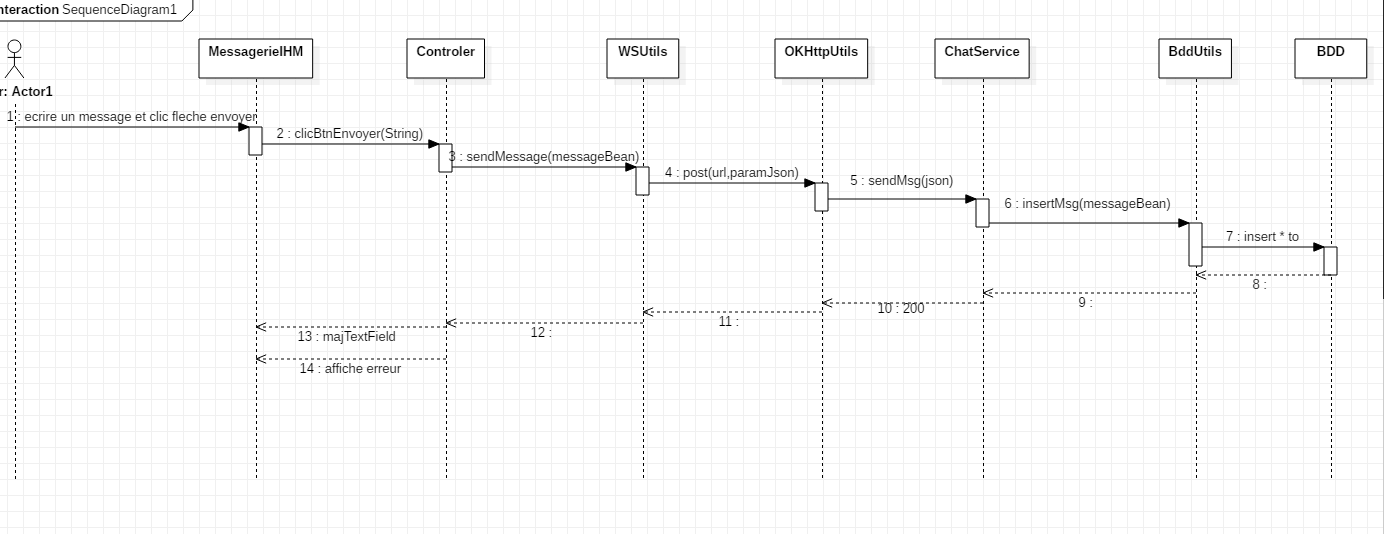 nteraction SequenceDiagram1
MessagerieIHM
Controler
WSUtils
OKHttpUtils
ChatService
BddUtils
BDD
r: Actor1
1 : ecrire un message et clic fleche envoyer
2 : clicBtnEnvoyer(String)
3 : sendMessage(messageBean)
4 : post(url,paramJson)
5 : sendMsg(json)
6 : insertMsg(messageBean)
7 : insert * to
8 :
9 :
10 : 200
11 :
12 :
13 : majTextField
14 : affiche erreur